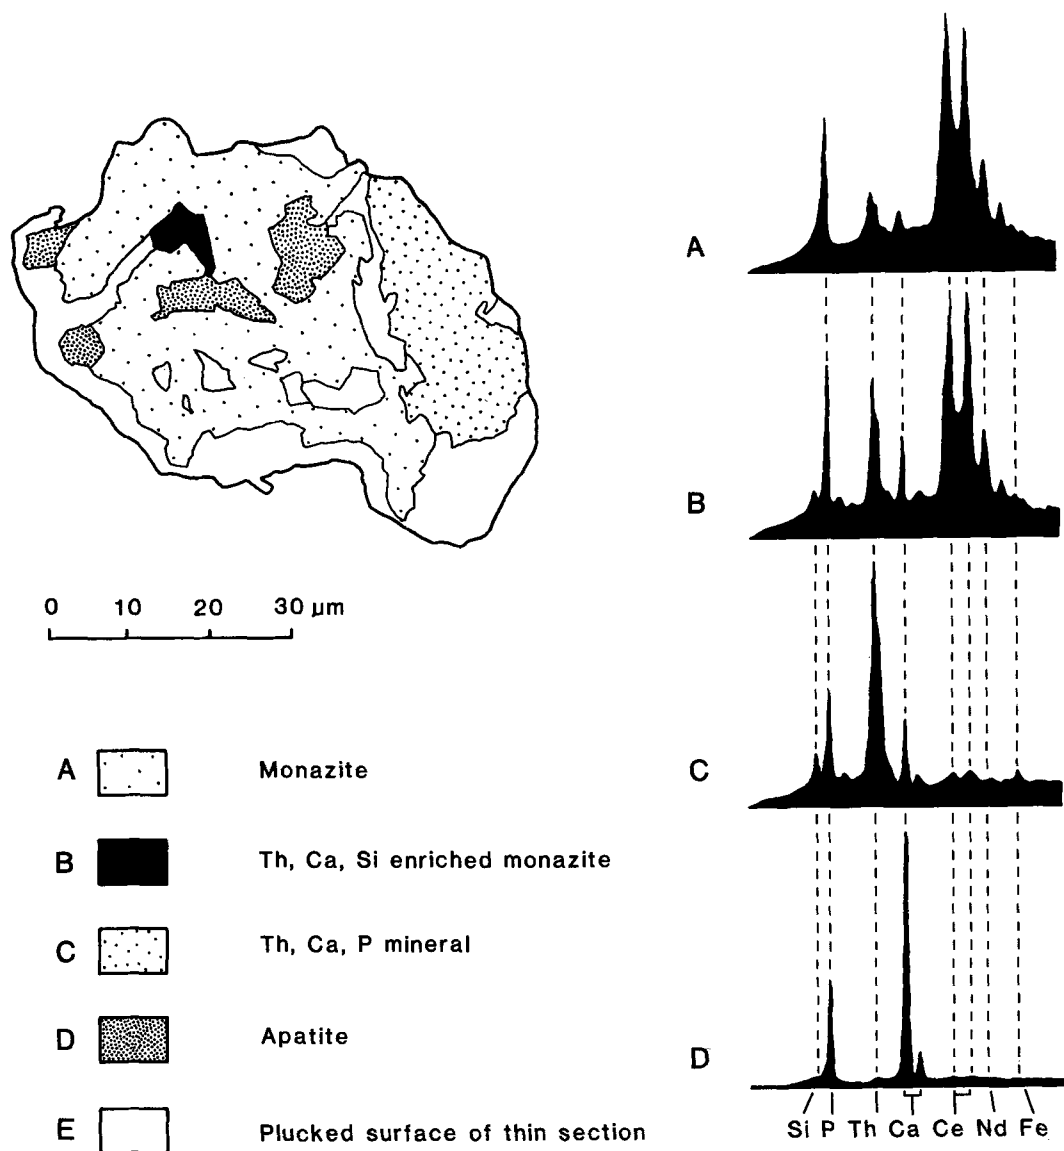 A
B
C
D
0 10 20 30 µm
A Monazite
B Th, Ca, Si enriched monazite
C Th, Ca, P mineral
D Apatite
E Plucked surface of thin section
Si P Th Ca Ce Nd Fe